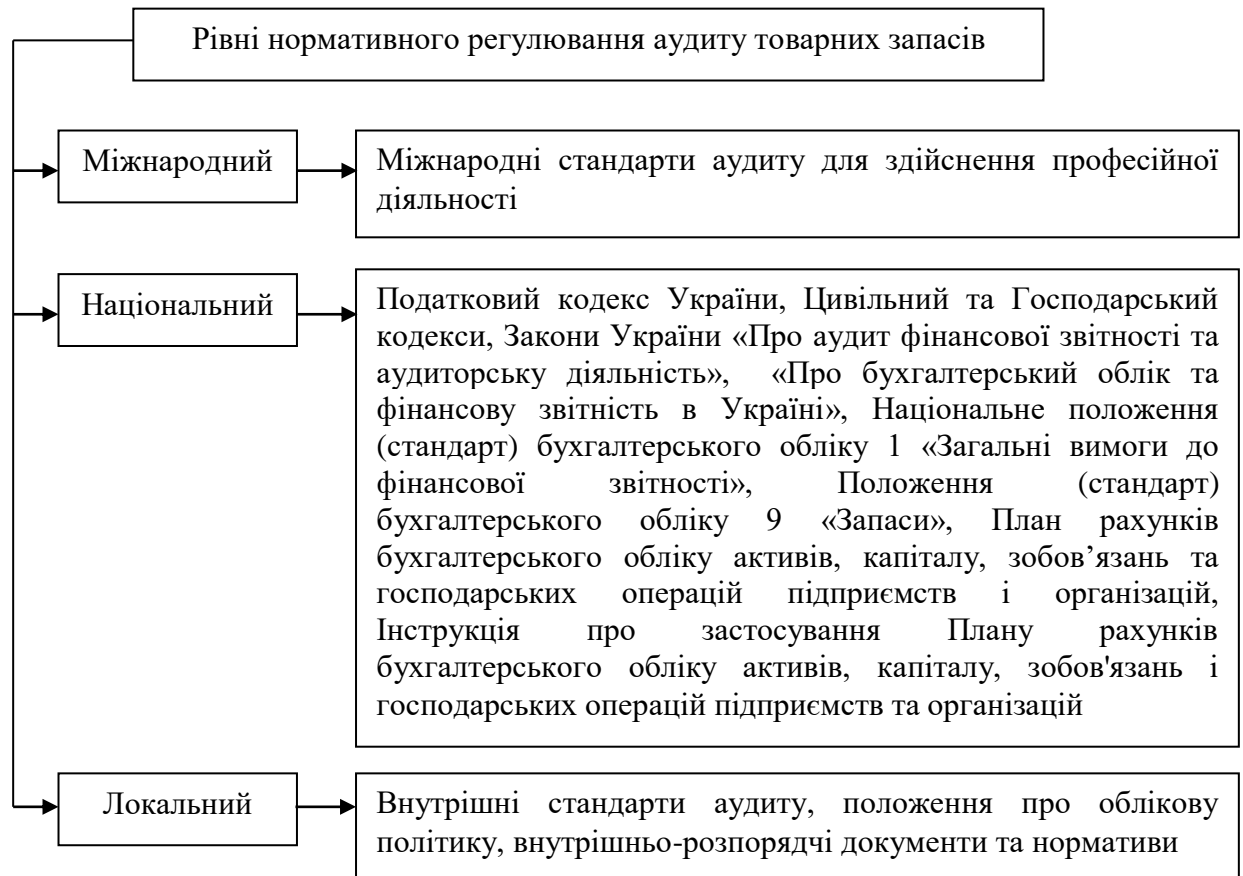 Рівні нормативного регулювання аудиту товарних запасів
Міжнародний
Міжнародні стандарти аудиту для здійснення професійної
діяльності
Національний
Податковий кодекс України, Цивільний та Господарський
кодекси, Закони України «Про аудит фінансової звітності та
аудиторську діяльність», «Про бухгалтерський облік та
фінансову звітність в Україні», Національне положення
(стандарт) бухгалтерського обліку 1 «Загальні вимоги до
фінансової звітності», Положення (стандарт)
бухгалтерського обліку 9 «Запаси», План рахунків
бухгалтерського обліку активів, капіталу, зобов’язань та
господарських операцій підприємств і організацій,
Інструкція про застосування Плану рахунків
бухгалтерського обліку активів, капіталу, зобов'язань і
господарських операцій підприємств та організацій
Локальний
Внутрішні стандарти аудиту, положення про облікову
політику, внутрішньо-розпорядчі документи та нормативи